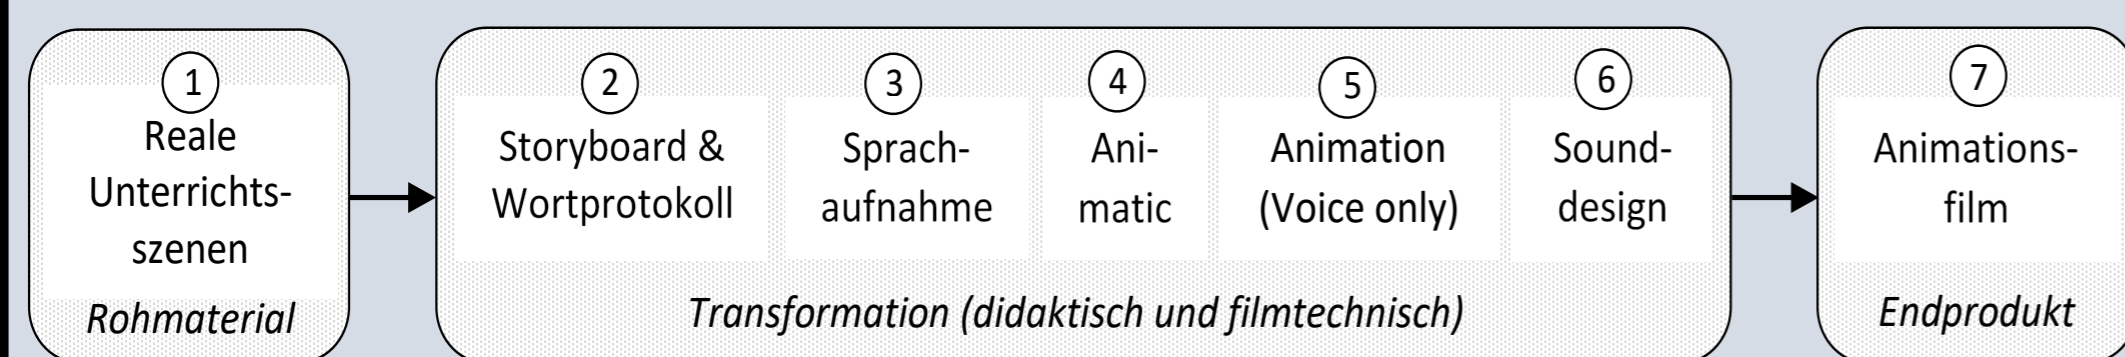 1
Reale
Unterrichts-
szenen
Rohmaterial
2
Storyboard &
Wortprotokoll
3
Sprach-
aufnahme
4
Ani-
matic
5
Animation
(Voice only)
6
Sound-
design
Transformation (didaktisch und filmtechnisch)
7
Animations-
film
Endprodukt